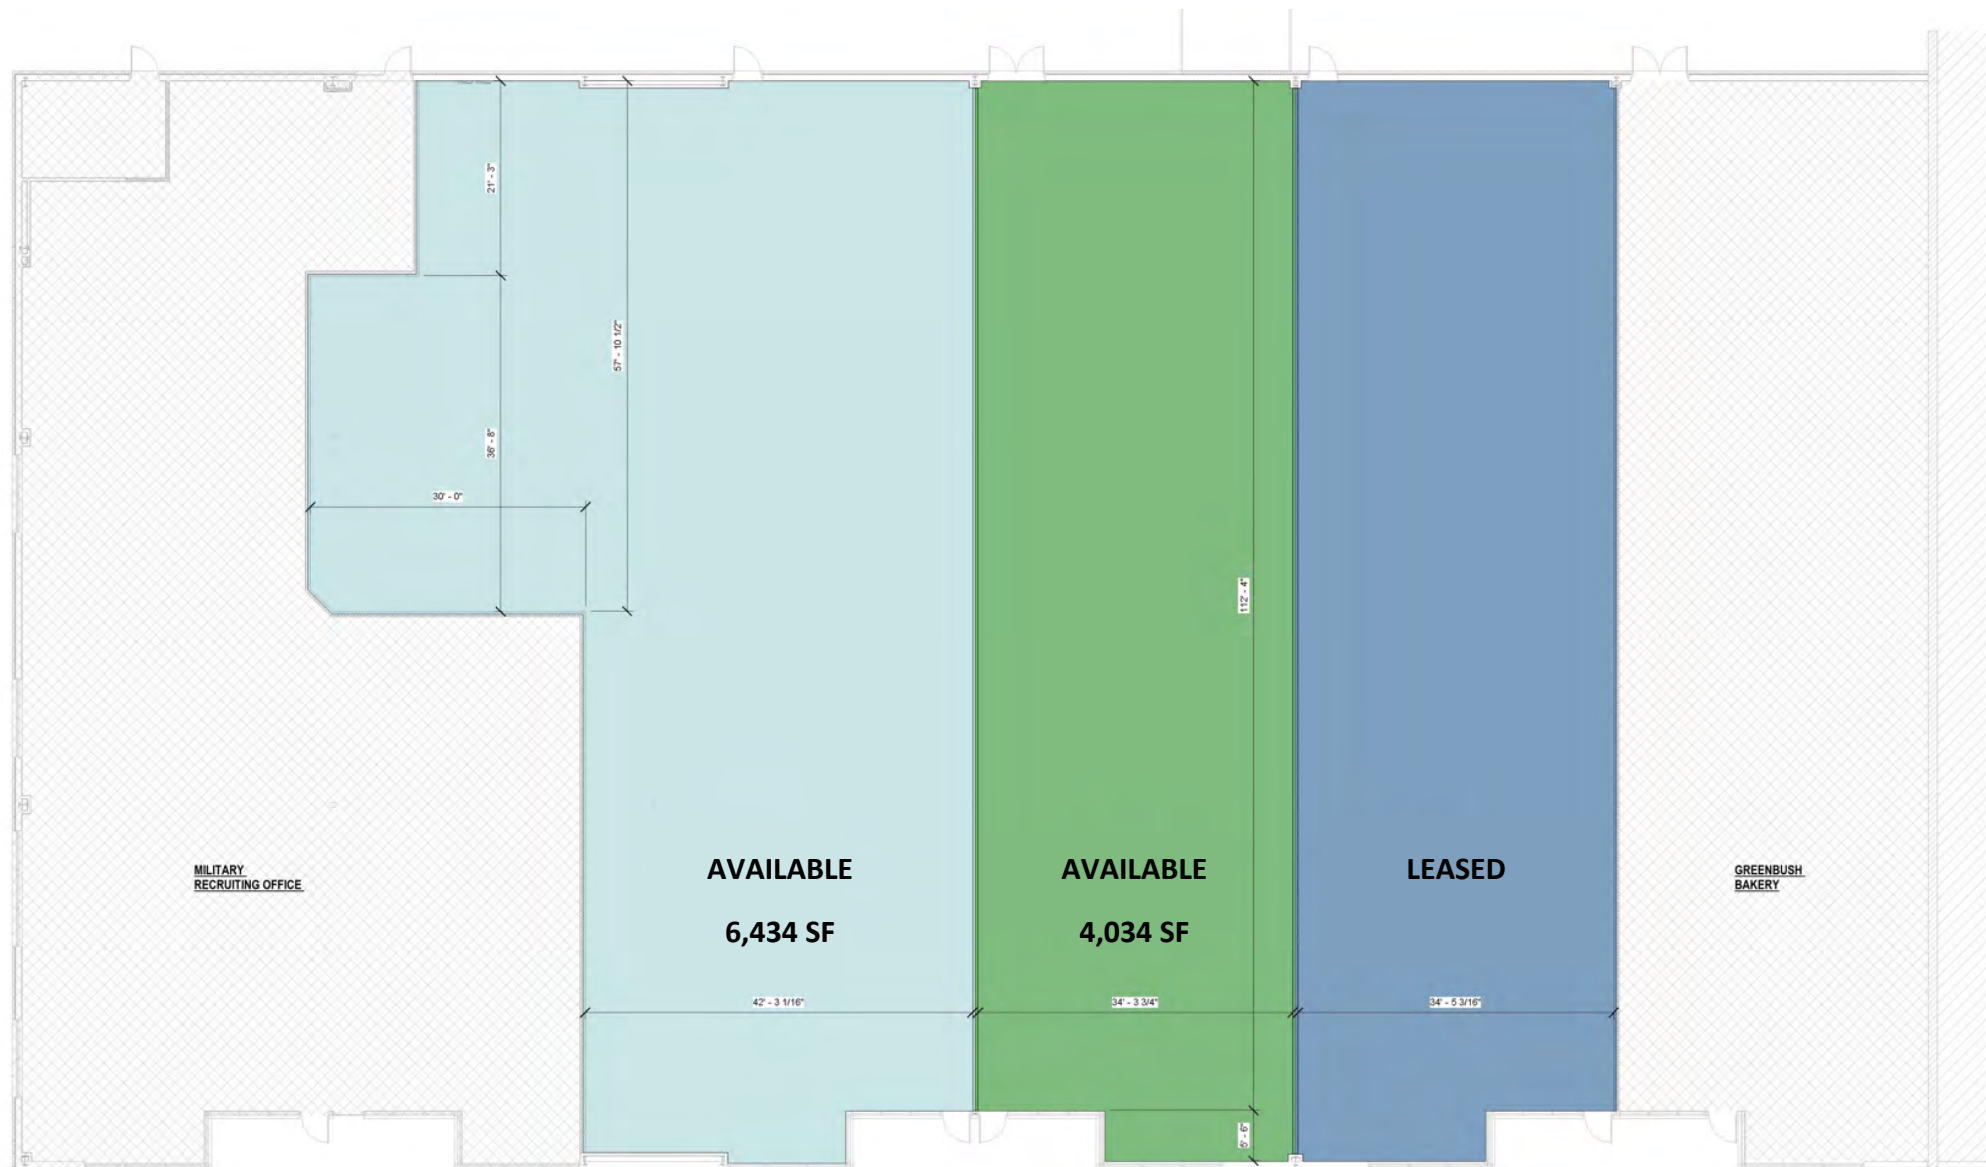 21' - 3"
57' - 10 1/2"
36' - 8"
30' - 0"
112' - 4"
MILITARY
RECRUITING OFFICE
AVAILABLE
6,434 SF
AVAILABLE
4,034 SF
LEASED
GREENBUSH
BAKERY
42' - 3 1/16"
34' - 3 3/4"
34' - 5 3/16"
5' - 6"